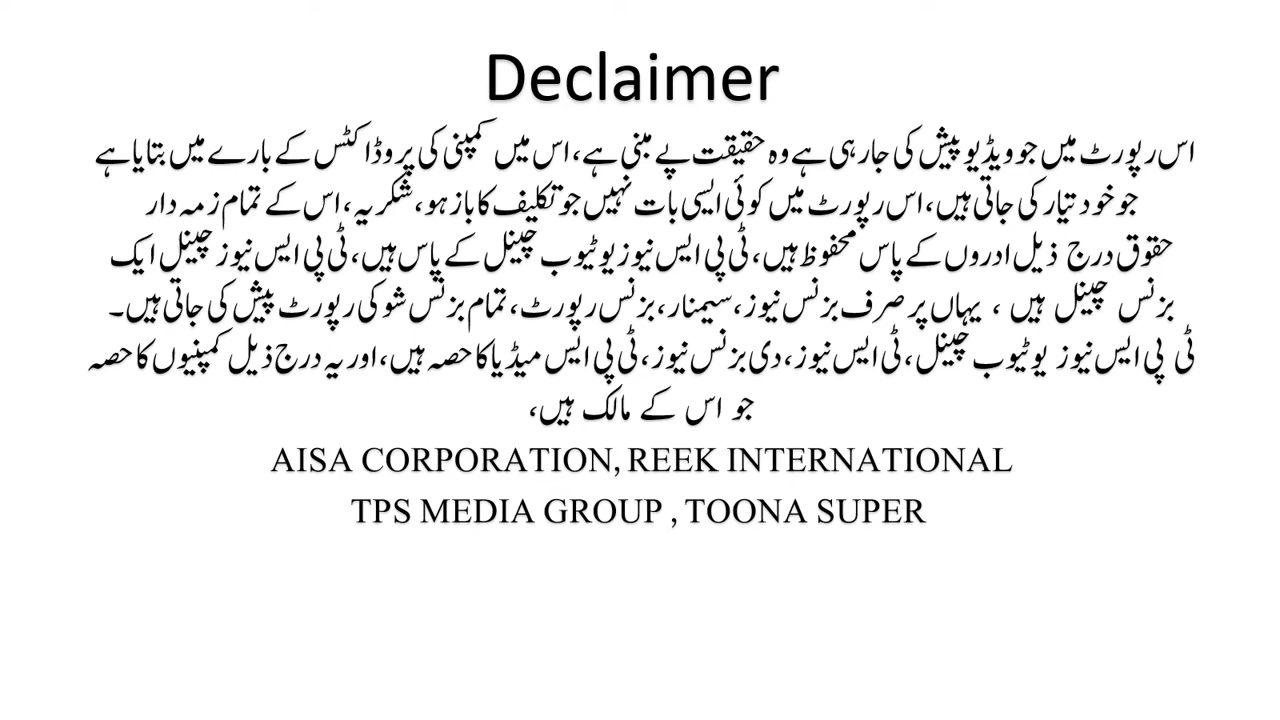 Declaimer
اس رپورٹ میں جو ویڈیو پیش کی جا رہی ہے وہ حقیقت پے مبنی ہے، اس میں کمپنی کی پروڈاکٹس کے بارے میں بتایا ہے
جو خود تیار کی جاتی ہیں، اس رپورٹ میں کوئی ایسی بات نہیں جو تکلیف کا باز ہو، شکریہ، اس کے تمام زمہ دار
حقوق درج ذیل ادروں کے پاس محفوظ ہیں، ٹی پی ایس نیوز یوٹیوب چینل کے پاس ہیں، ٹی پی ایس نیوز چینل ایک
بزنس چینل ہیں ، یہاں پر صرف بزنس نیوز، سیمنار، بزنس رپورٹ، تمام بزنس شو کی رپورٹ پیش کی جاتی ہیں۔
ٹی پی ایس نیوز یوٹیوب چینل، ٹی ایس نیوز، دی بزنس نیوز، ٹی پی ایس میڈیا کا حصہ ہیں، اور یہ درج ذیل کمپنیوں کا حصہ
جو اس کے مالک ہیں،
AISA CORPORATION, REEK INTERNATIONAL
TPS MEDIA GROUP , TOONA SUPER